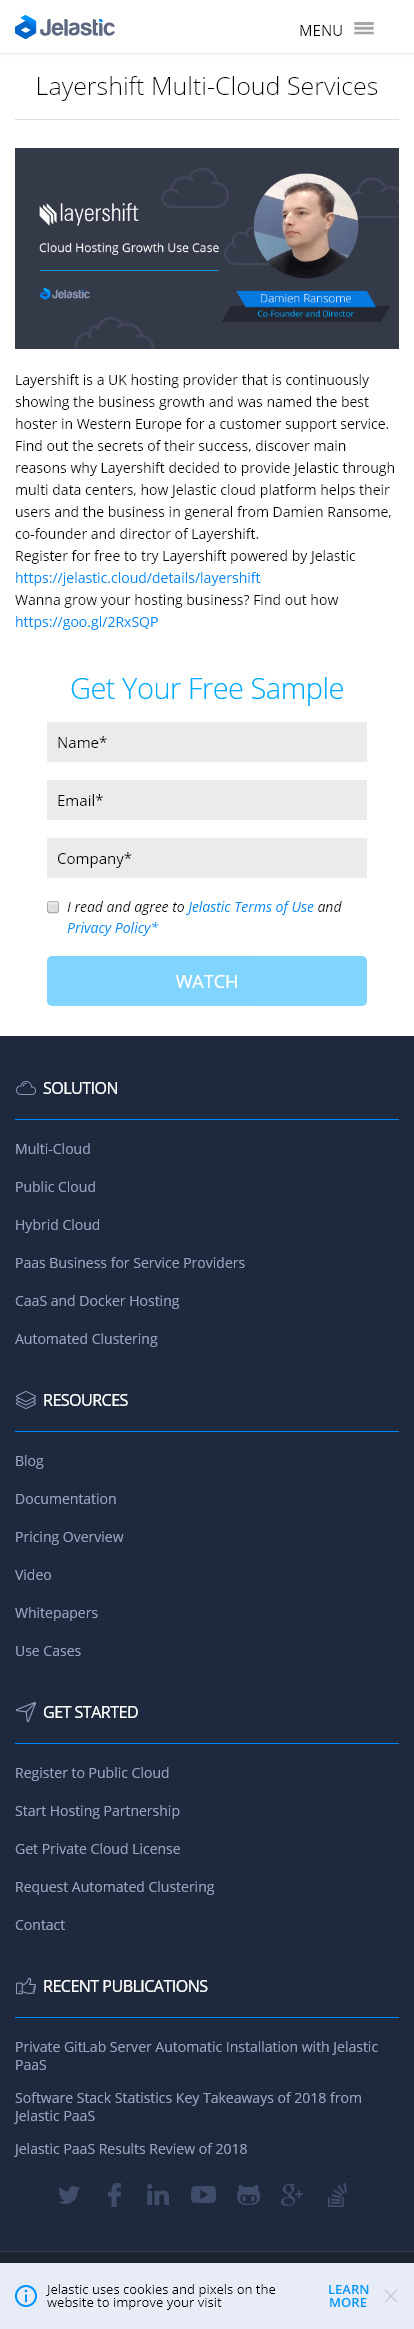 Jelastic
MENU
Layershift Multi-Cloud Services
layershift
Cloud Hosting Growth Use Case
Jelastic
Damien Ransome
Co-Founder and Director
Layershift is a UK hosting provider that is continuously
showing the business growth and was named the best
hoster in Western Europe for a customer support service.
Find out the secrets of their success, discover main
reasons why Layershift decided to provide Jelastic through
multi data centers, how Jelastic cloud platform helps their
users and the business in general from Damien Ransome,
co-founder and director of Layershift.
Register for free to try Layershift powered by Jelastic
https://jelastic.cloud/details/layershift
Wanna grow your hosting business? Find out how
https://goo.gl/2RxSQP
Get Your Free Sample
Name*
Email*
Company*
I read and agree to Jelastic Terms of Use and
Privacy Policy*
WATCH
SOLUTION
Multi-Cloud
Public Cloud
Hybrid Cloud
Paas Business for Service Providers
CaaS and Docker Hosting
Automated Clustering
RESOURCES
Blog
Documentation
Pricing Overview
Video
Whitepapers
Use Cases
GET STARTED
Register to Public Cloud
Start Hosting Partnership
Get Private Cloud License
Request Automated Clustering
Contact
RECENT PUBLICATIONS
Private GitLab Server Automatic Installation with Jelastic
PaaS
Software Stack Statistics Key Takeaways of 2018 from
Jelastic PaaS
Jelastic PaaS Results Review of 2018
Jelastic uses cookies and pixels on the
website to improve your visit
LEARN
MORE